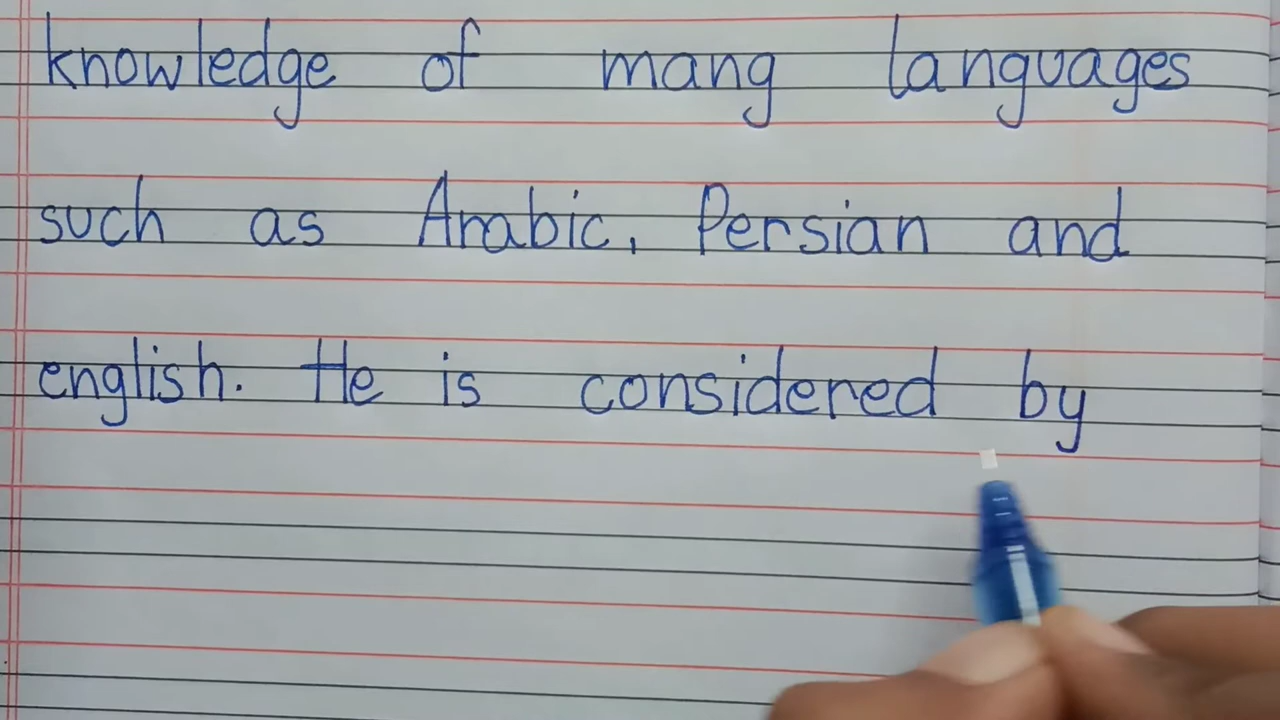 knowledge of mang languages
such as Arabic, Persian and
english. He is considered by